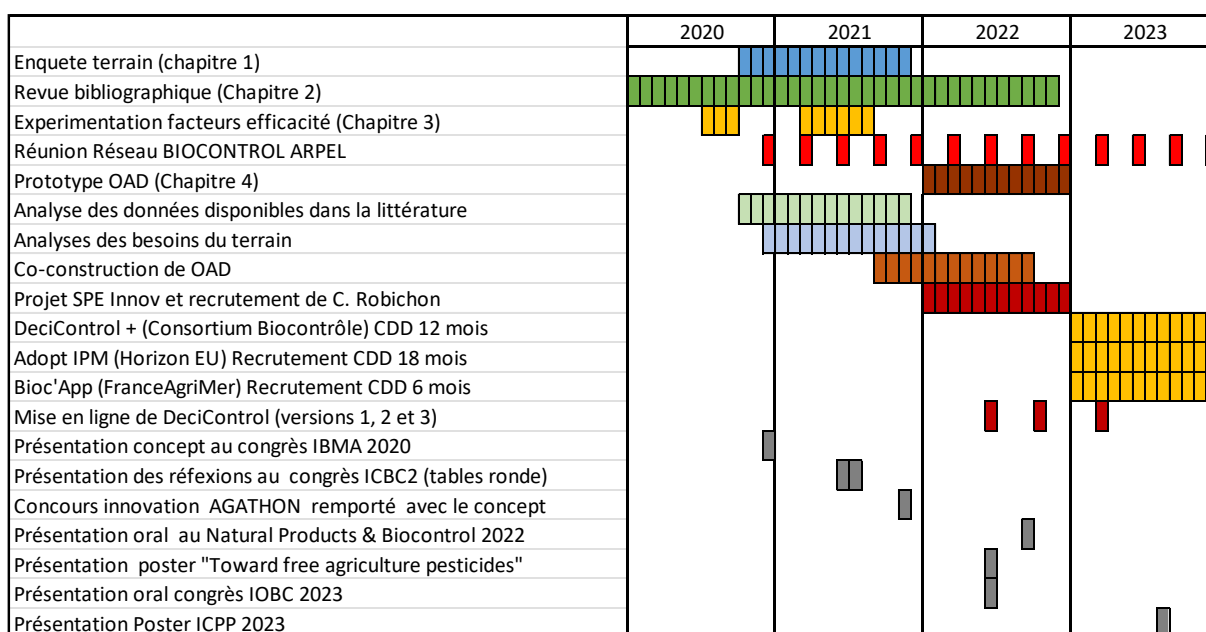 2020 2021 2022 2023
Enquete terrain (chapitre 1)
Revue bibliographique (Chapitre 2)
Experimentation facteurs efficacité (Chapitre 3)
Réunion Réseau BIOCONTROL ARPEL
Prototype OAD (Chapitre 4)
Analyse des données disponibles dans la littérature
Analyses des besoins du terrain
Co-construction de OAD
Projet SPE Innov et recrutement de C. Robichon
DeciControl + (Consortium Biocontrôle) CDD 12 mois
Adopt IPM (Horizon EU) Recrutement CDD 18 mois
Bioc'App (FranceAgriMer) Recrutement CDD 6 mois
Mise en ligne de DeciControl (versions 1, 2 et 3)
Présentation concept au congrès IBMA 2020
Présentation des réfexions au congrès ICBC2 (tables ronde)
Concours innovation AGATHON remporté avec le concept
Présentation oral au Natural Products & Biocontrol 2022
Présentation poster "Toward free agriculture pesticides"
Présentation oral congrès IOBC 2023
Présentation Poster ICPP 2023